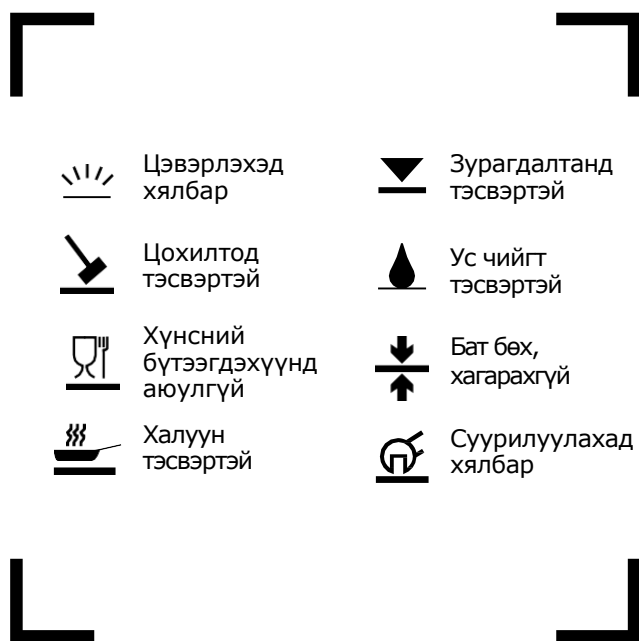 Цэвэрлэхэд
хялбар
Зурагдалтанд
тэсвэртэй
Цохилтод
тэсвэртэй
Ус чийгт
тэсвэртэй
Хүнсний
бүтээгдэхүүнд
аюулгүй
Бат бөх,
хагарахгүй
Халуун
тэсвэртэй
Суурилуулахад
хялбар